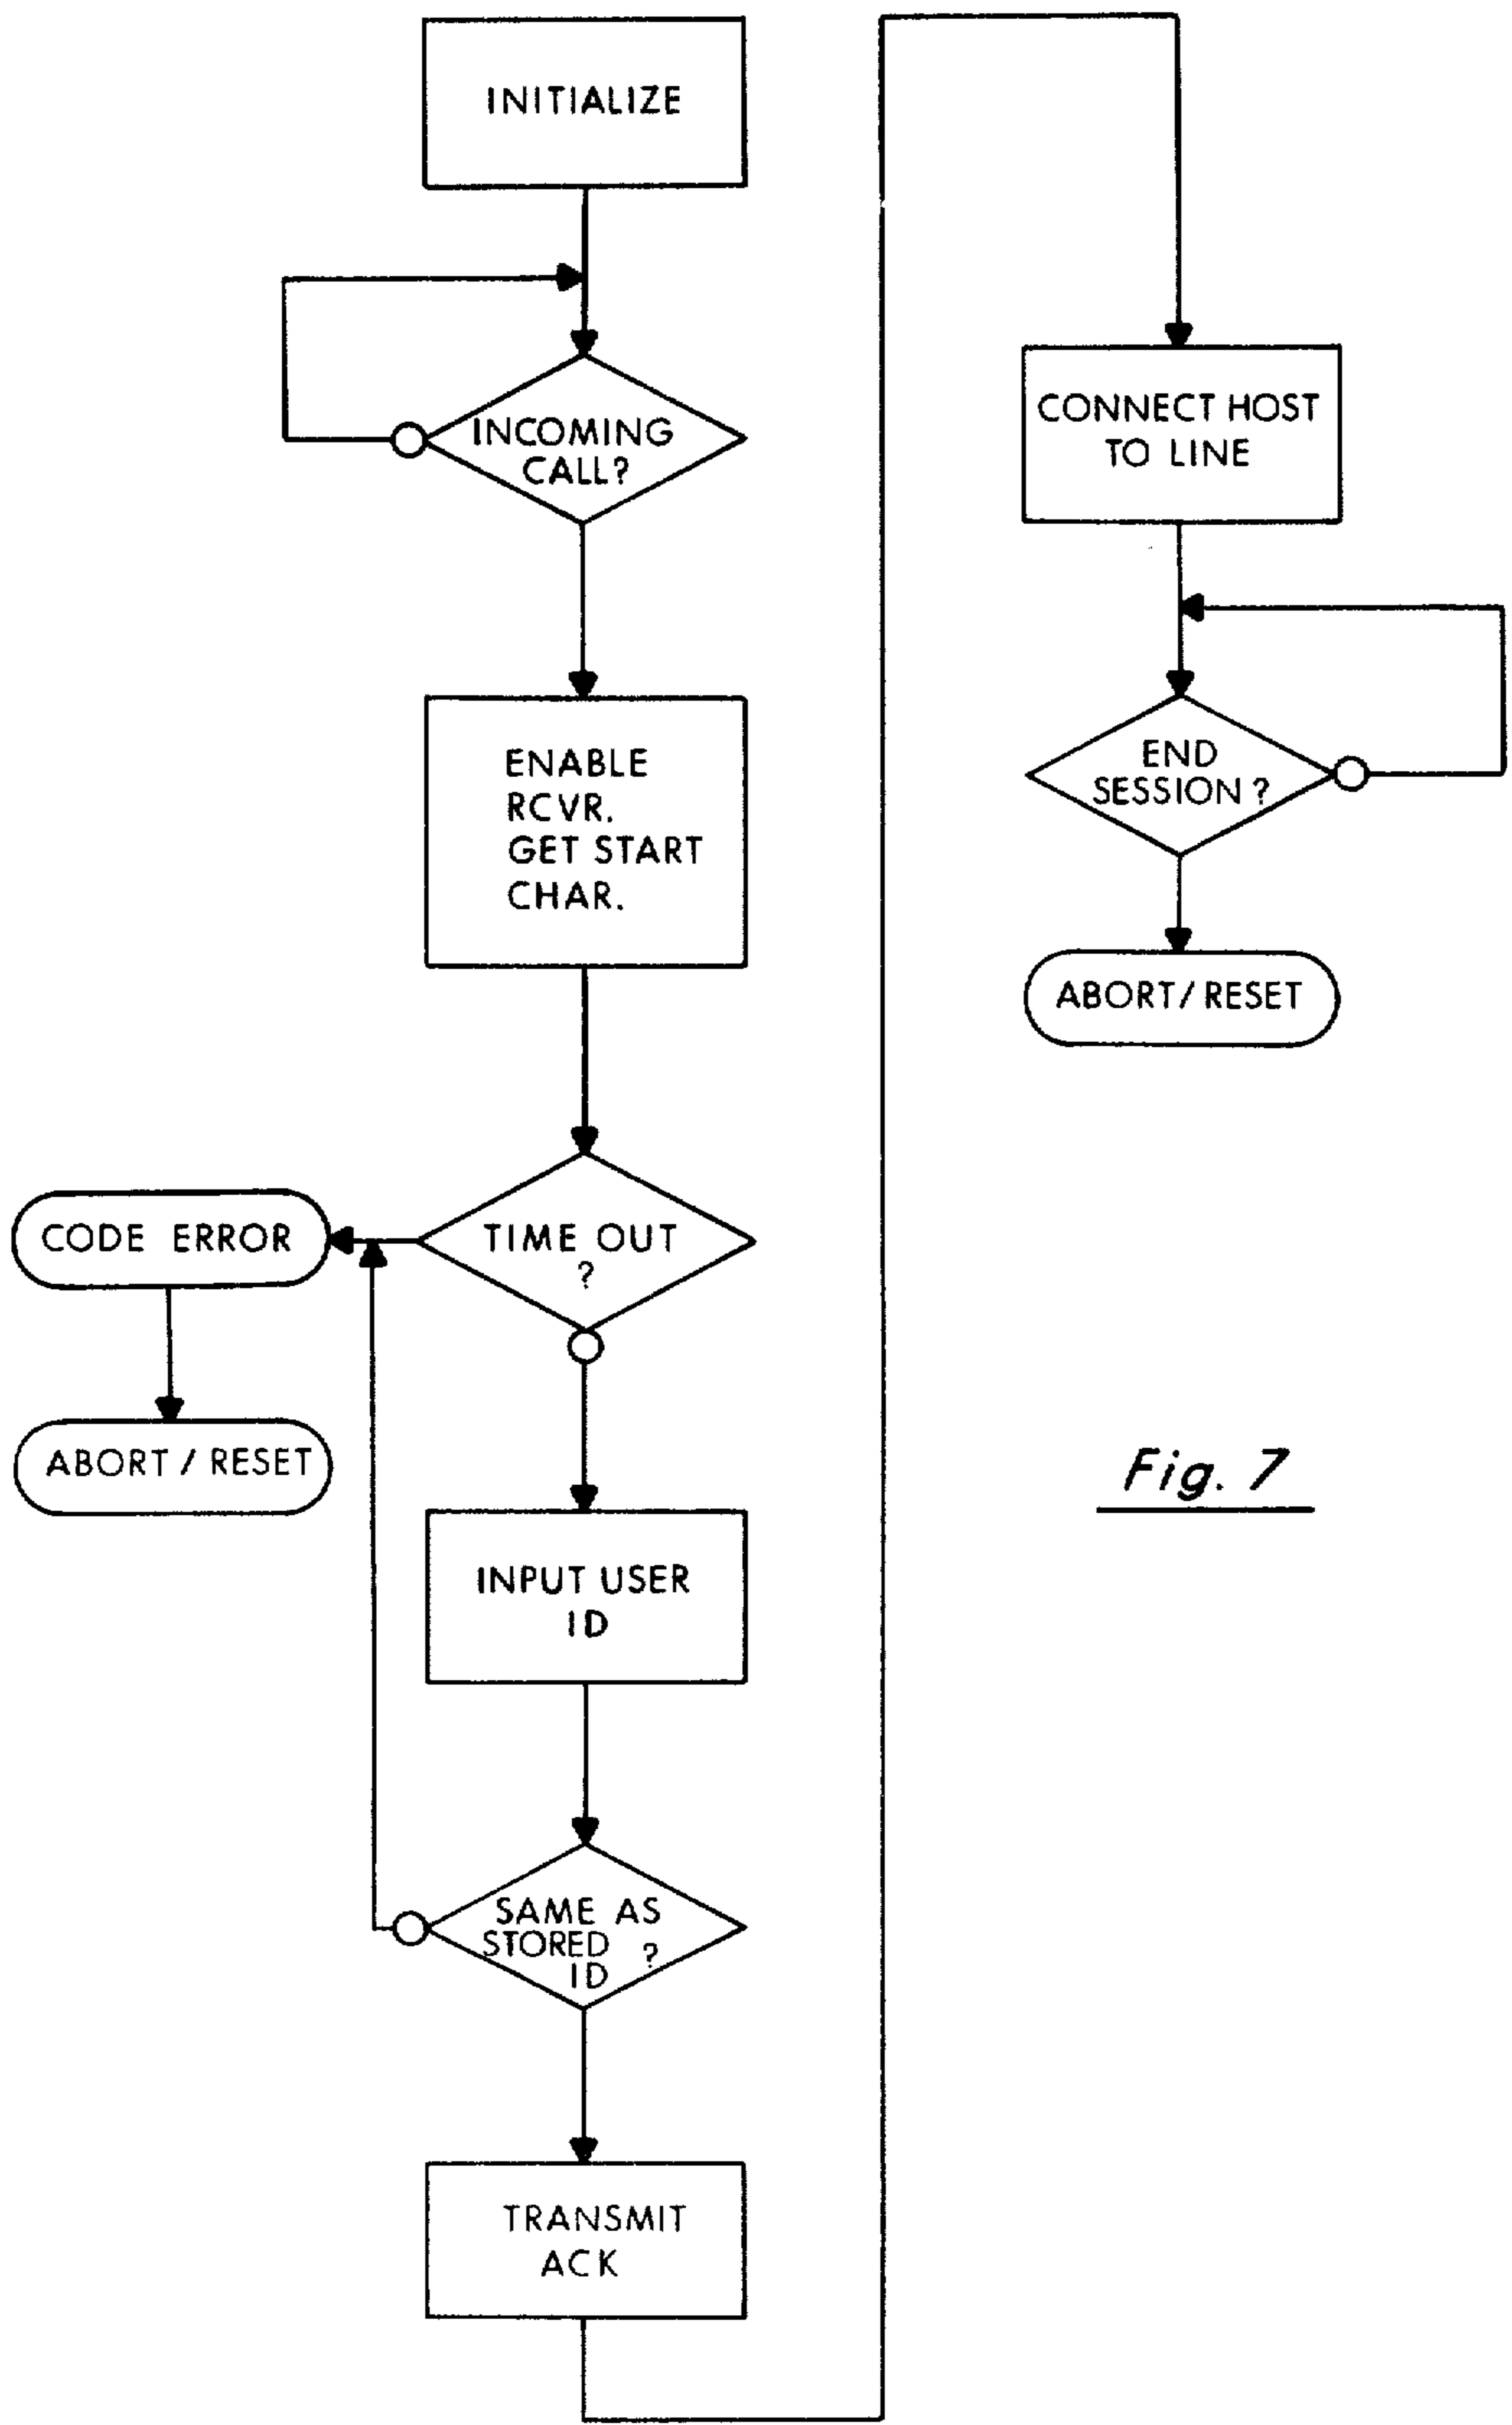 INITIALIZE
INCOMING
CALL?
ENABLE
RCVR.
GET START
CHAR.
TIME OUT
?
CODE ERROR
ABORT / RESET
INPUT USER
ID
SAME AS
STORED ?
ID
TRANSMIT
ACK
CONNECT HOST
TO LINE
END
SESSION ?
ABORT / RESET
Fig. 7